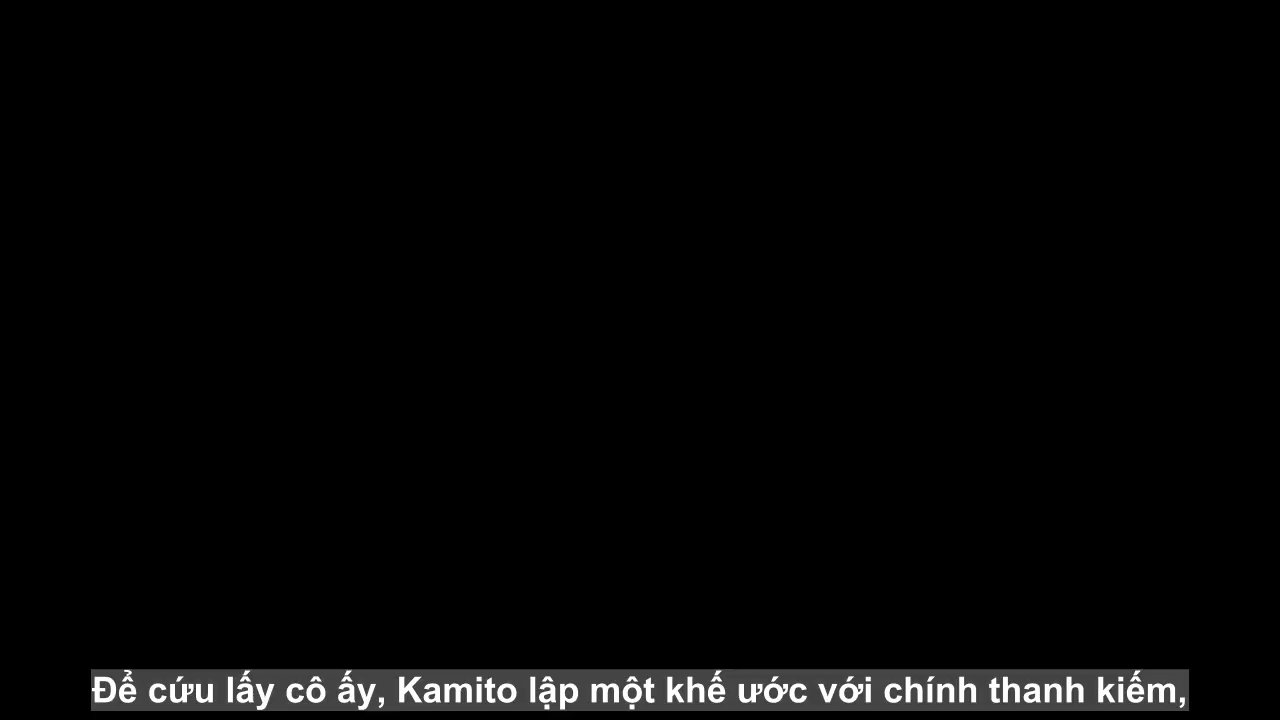 Để cứu lấy cô ấy, Kamito lập một khế ước với chính thanh kiếm,